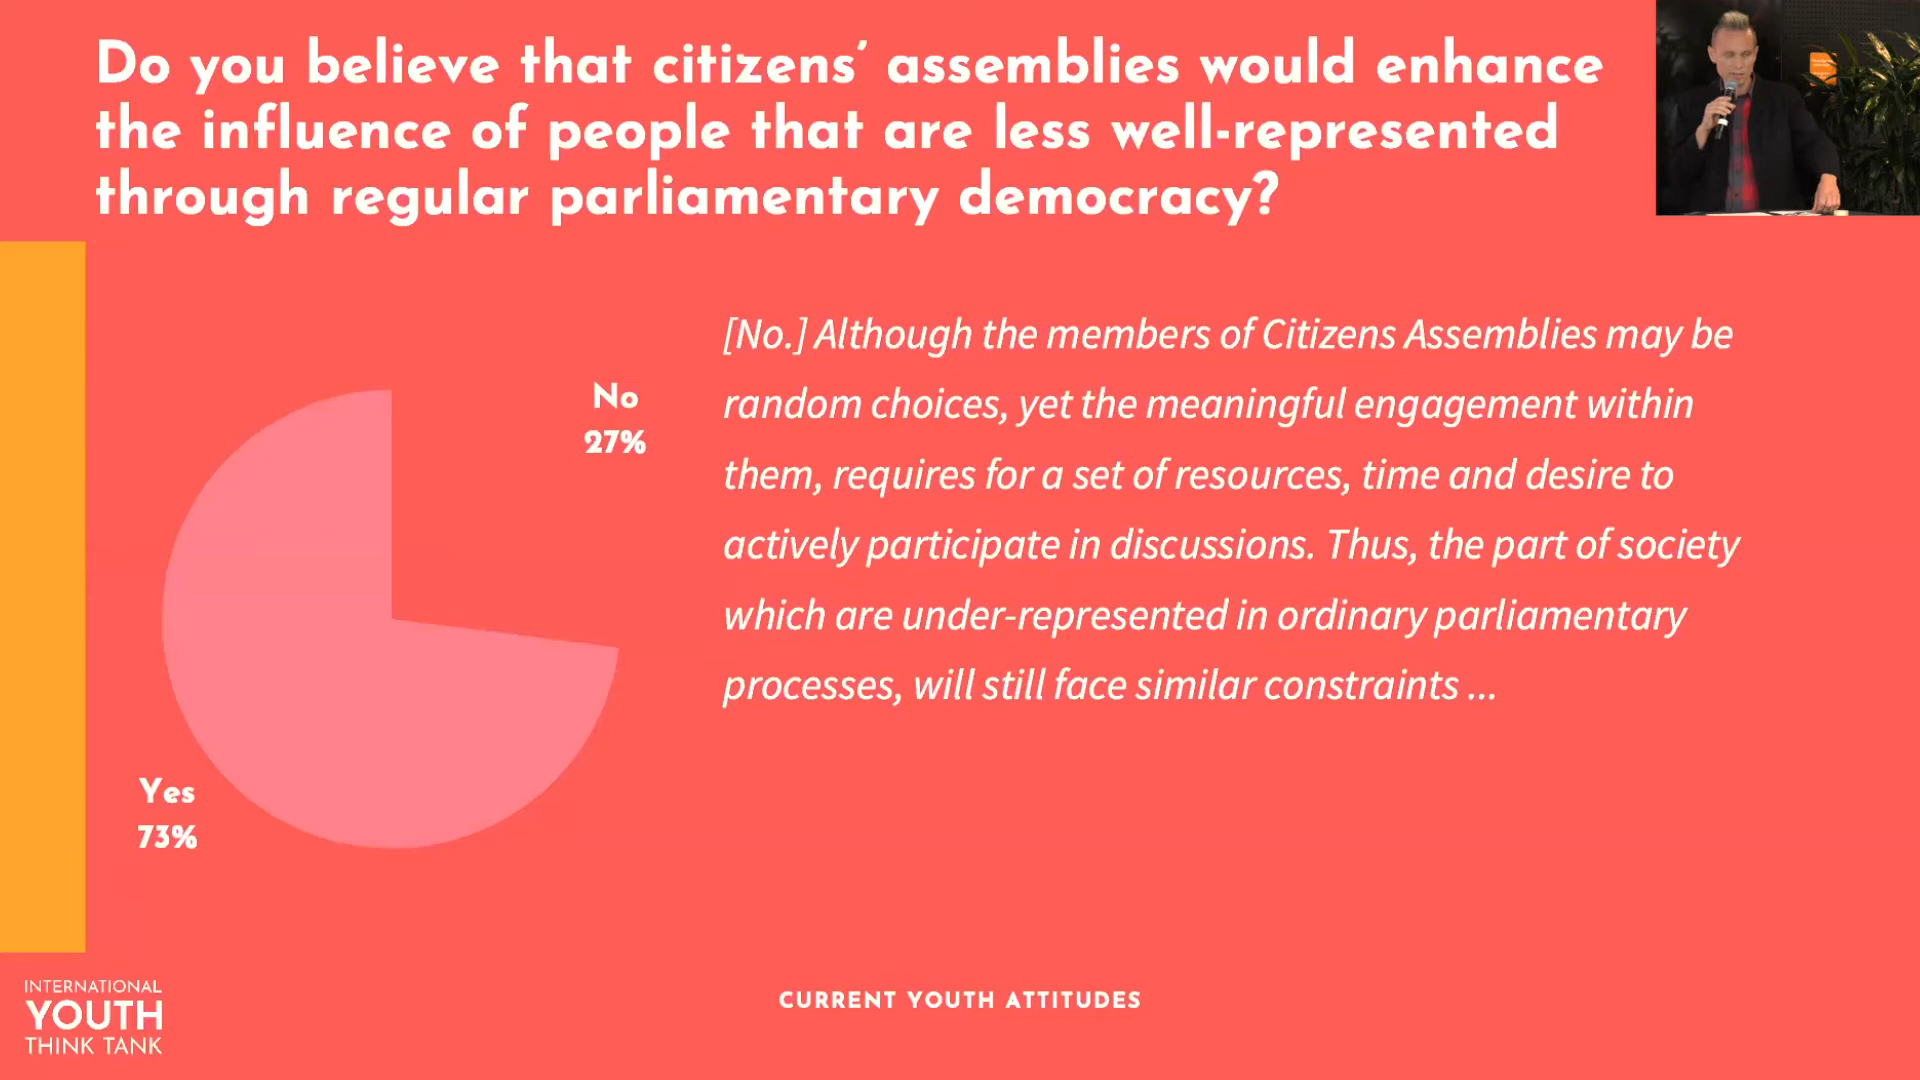 Do you believe that citizens’ assemblies would enhance
the influence of people that are less well-represented
through regular parliamentary democracy?
No
27%
Yes
73%
[No.] Although the members of Citizens Assemblies may be
random choices, yet the meaningful engagement within
them, requires for a set of resources, time and desire to
actively participate in discussions. Thus, the part of society
which are under-represented in ordinary parliamentary
processes, will still face similar constraints ...
INTERNATIONAL
YOUTH
THINK TANK
CURRENT YOUTH ATTITUDES